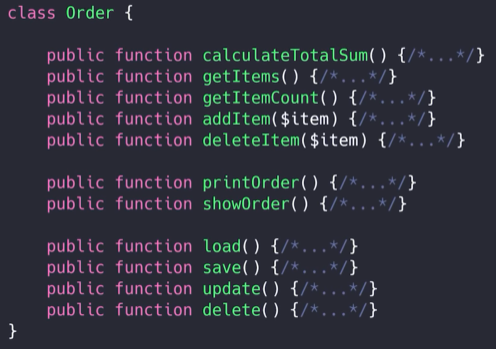 class Order {
public function calculateTotalSum() {/*...*/}
public function getItems() {/*...*/}
public function getItemCount() {/*...*/}
public function addItem($item) {/*...*/}
public function deleteItem($item) {/*...*/}
public function printOrder() {/*...*/}
public function showOrder() {/*...*/}
public function load() {/*...*/}
public function save() {/*...*/}
public function update() {/*...*/}
public function delete() {/*...*/}
}